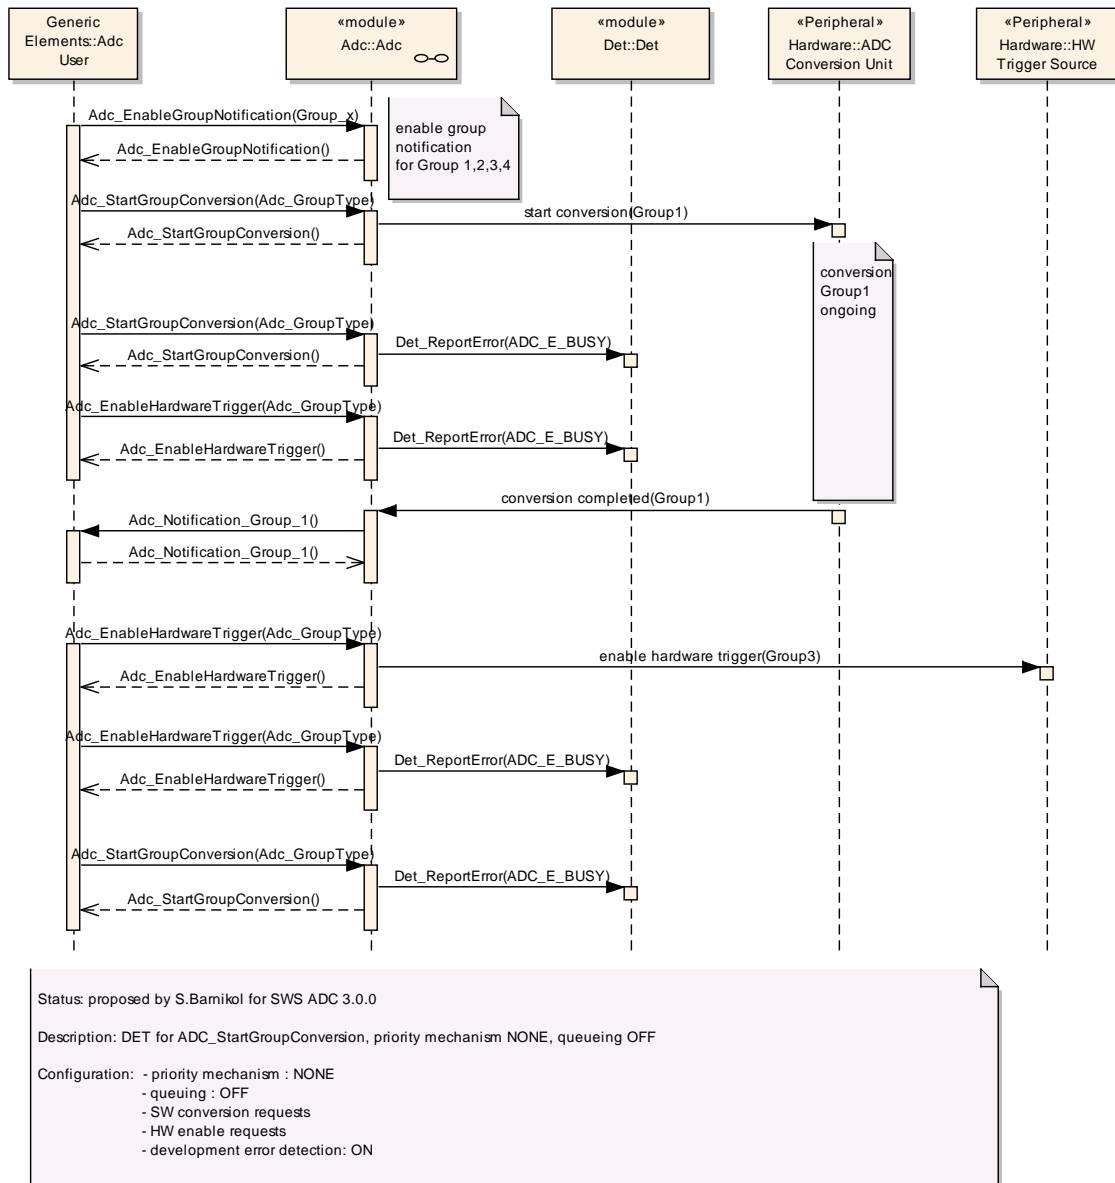 Generic
Elements::Adc
User
«module»
Adc::Adc
«module»
Det::Det
«Peripheral»
Hardware::ADC
Conversion Unit
«Peripheral»
Hardware::HW
Trigger Source
Adc_EnableGroupNotification(Group_x)
enable group
notification
for Group 1,2,3,4
Adc_EnableGroupNotification()
Adc_StartGroupConversion(Adc_GroupType)
start conversion(Group1)
Adc_StartGroupConversion()
conversion
Group1
ongoing
Adc_StartGroupConversion(Adc_GroupType)
Det_ReportError(ADC_E_BUSY)
Adc_StartGroupConversion()
Adc_EnableHardwareTrigger(Adc_GroupType)
Det_ReportError(ADC_E_BUSY)
Adc_EnableHardwareTrigger()
conversion completed(Group1)
Adc_Notification_Group_1()
Adc_Notification_Group_1()
Adc_EnableHardwareTrigger(Adc_GroupType)
enable hardware trigger(Group3)
Adc_EnableHardwareTrigger()
Adc_EnableHardwareTrigger(Adc_GroupType)
Det_ReportError(ADC_E_BUSY)
Adc_EnableHardwareTrigger()
Adc_StartGroupConversion(Adc_GroupType)
Det_ReportError(ADC_E_BUSY)
Adc_StartGroupConversion()
Status: proposed by S.Barnikol for SWS ADC 3.0.0
Description: DET for ADC_StartGroupConversion, priority mechanism NONE, queueing OFF
Configuration: - priority mechanism : NONE
- queuing : OFF
- SW conversion requests
- HW enable requests
- development error detection: ON